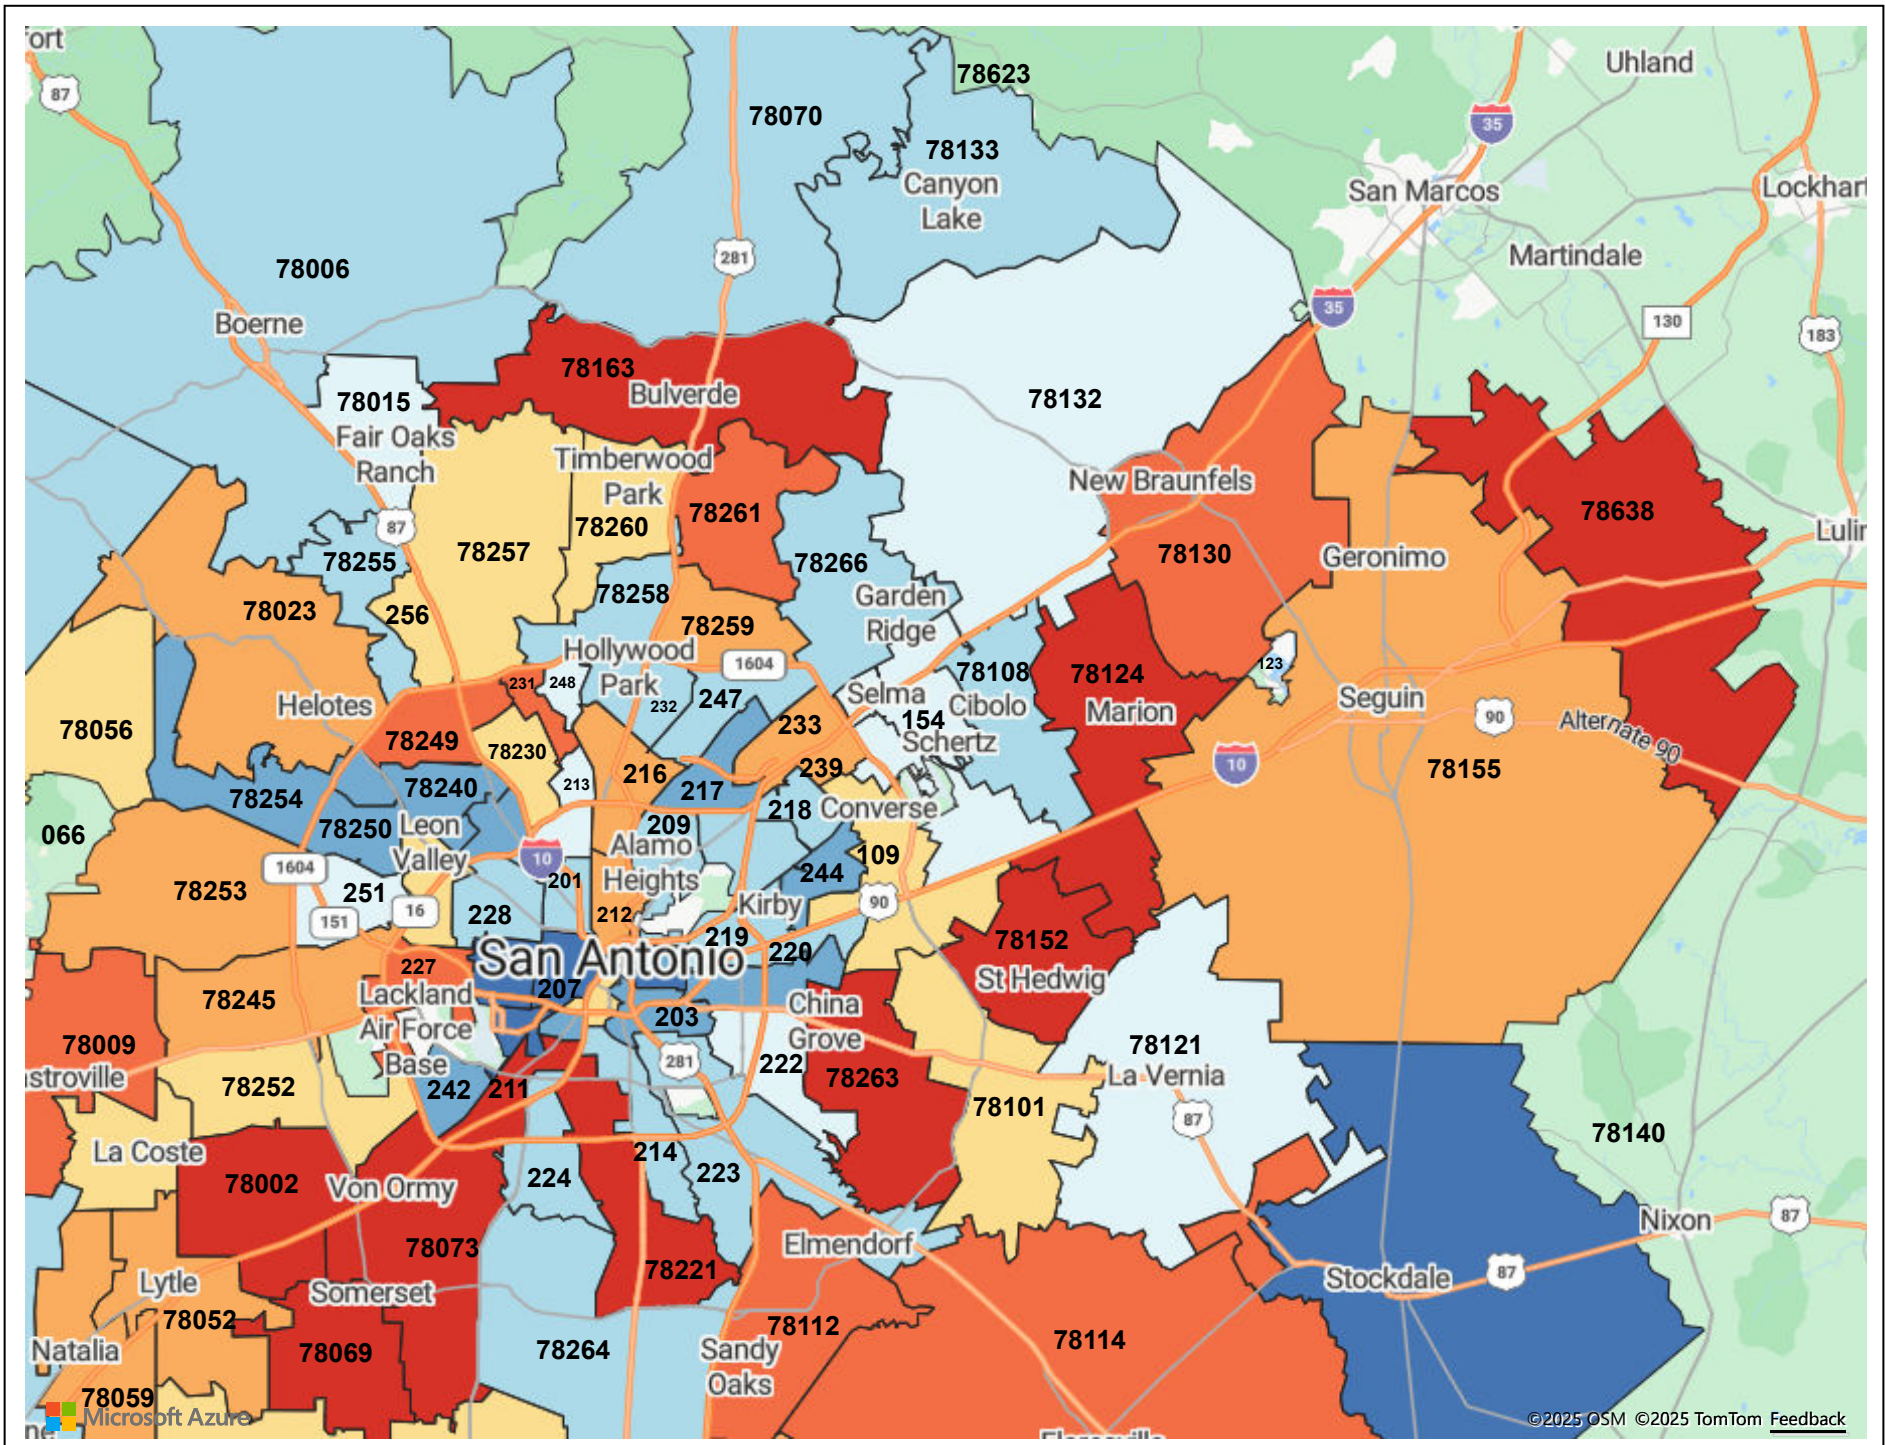 ort
87
78623
Uhland
78070
35
78133
Canyon
Lake
San Marcos
Lockhart
281
Martindale
78006
35
130
183
Boerne
78163
Bulverde
78015
78132
Fair Oaks
Ranch
Timberwood
Park
New Braunfels
78261
78638
87
78260
78257
Lulin
78255
78266
78130
Geronimo
78258
Garden
Ridge
78023
256
78259
Hollywood
Park
1604
123
231
248
78108
78124
Helotes
232
247
Selma
Cibolo
Marion
Seguin
90
78056
233
154
Schertz
Alternate 90
78249
78230
10
216
239
78155
213
78240
78254
217
218
Converse
78250
Leon
Valley
209
Alamo
Heights
066
10
109
1604
244
201
78253
251
16
90
Kirby
151
228
212
219
78152
220
San Antonio
227
St Hedwig
207
Lackland
Air Force
Base
78245
China
Grove
203
78009
281
222
78121
La Vernia
stroville
78263
78252
242
211
78101
87
78140
La Coste
214
223
78002
Von Ormy
224
Nixon
87
Elmendorf
78073
78221
Stockdale
87
Lytle
Somerset
78052
78112
Natalia
78069
78264
Sandy
Oaks
78114
78059
Microsoft Azure
©2025 OSM ©2025 TomTom Feedback